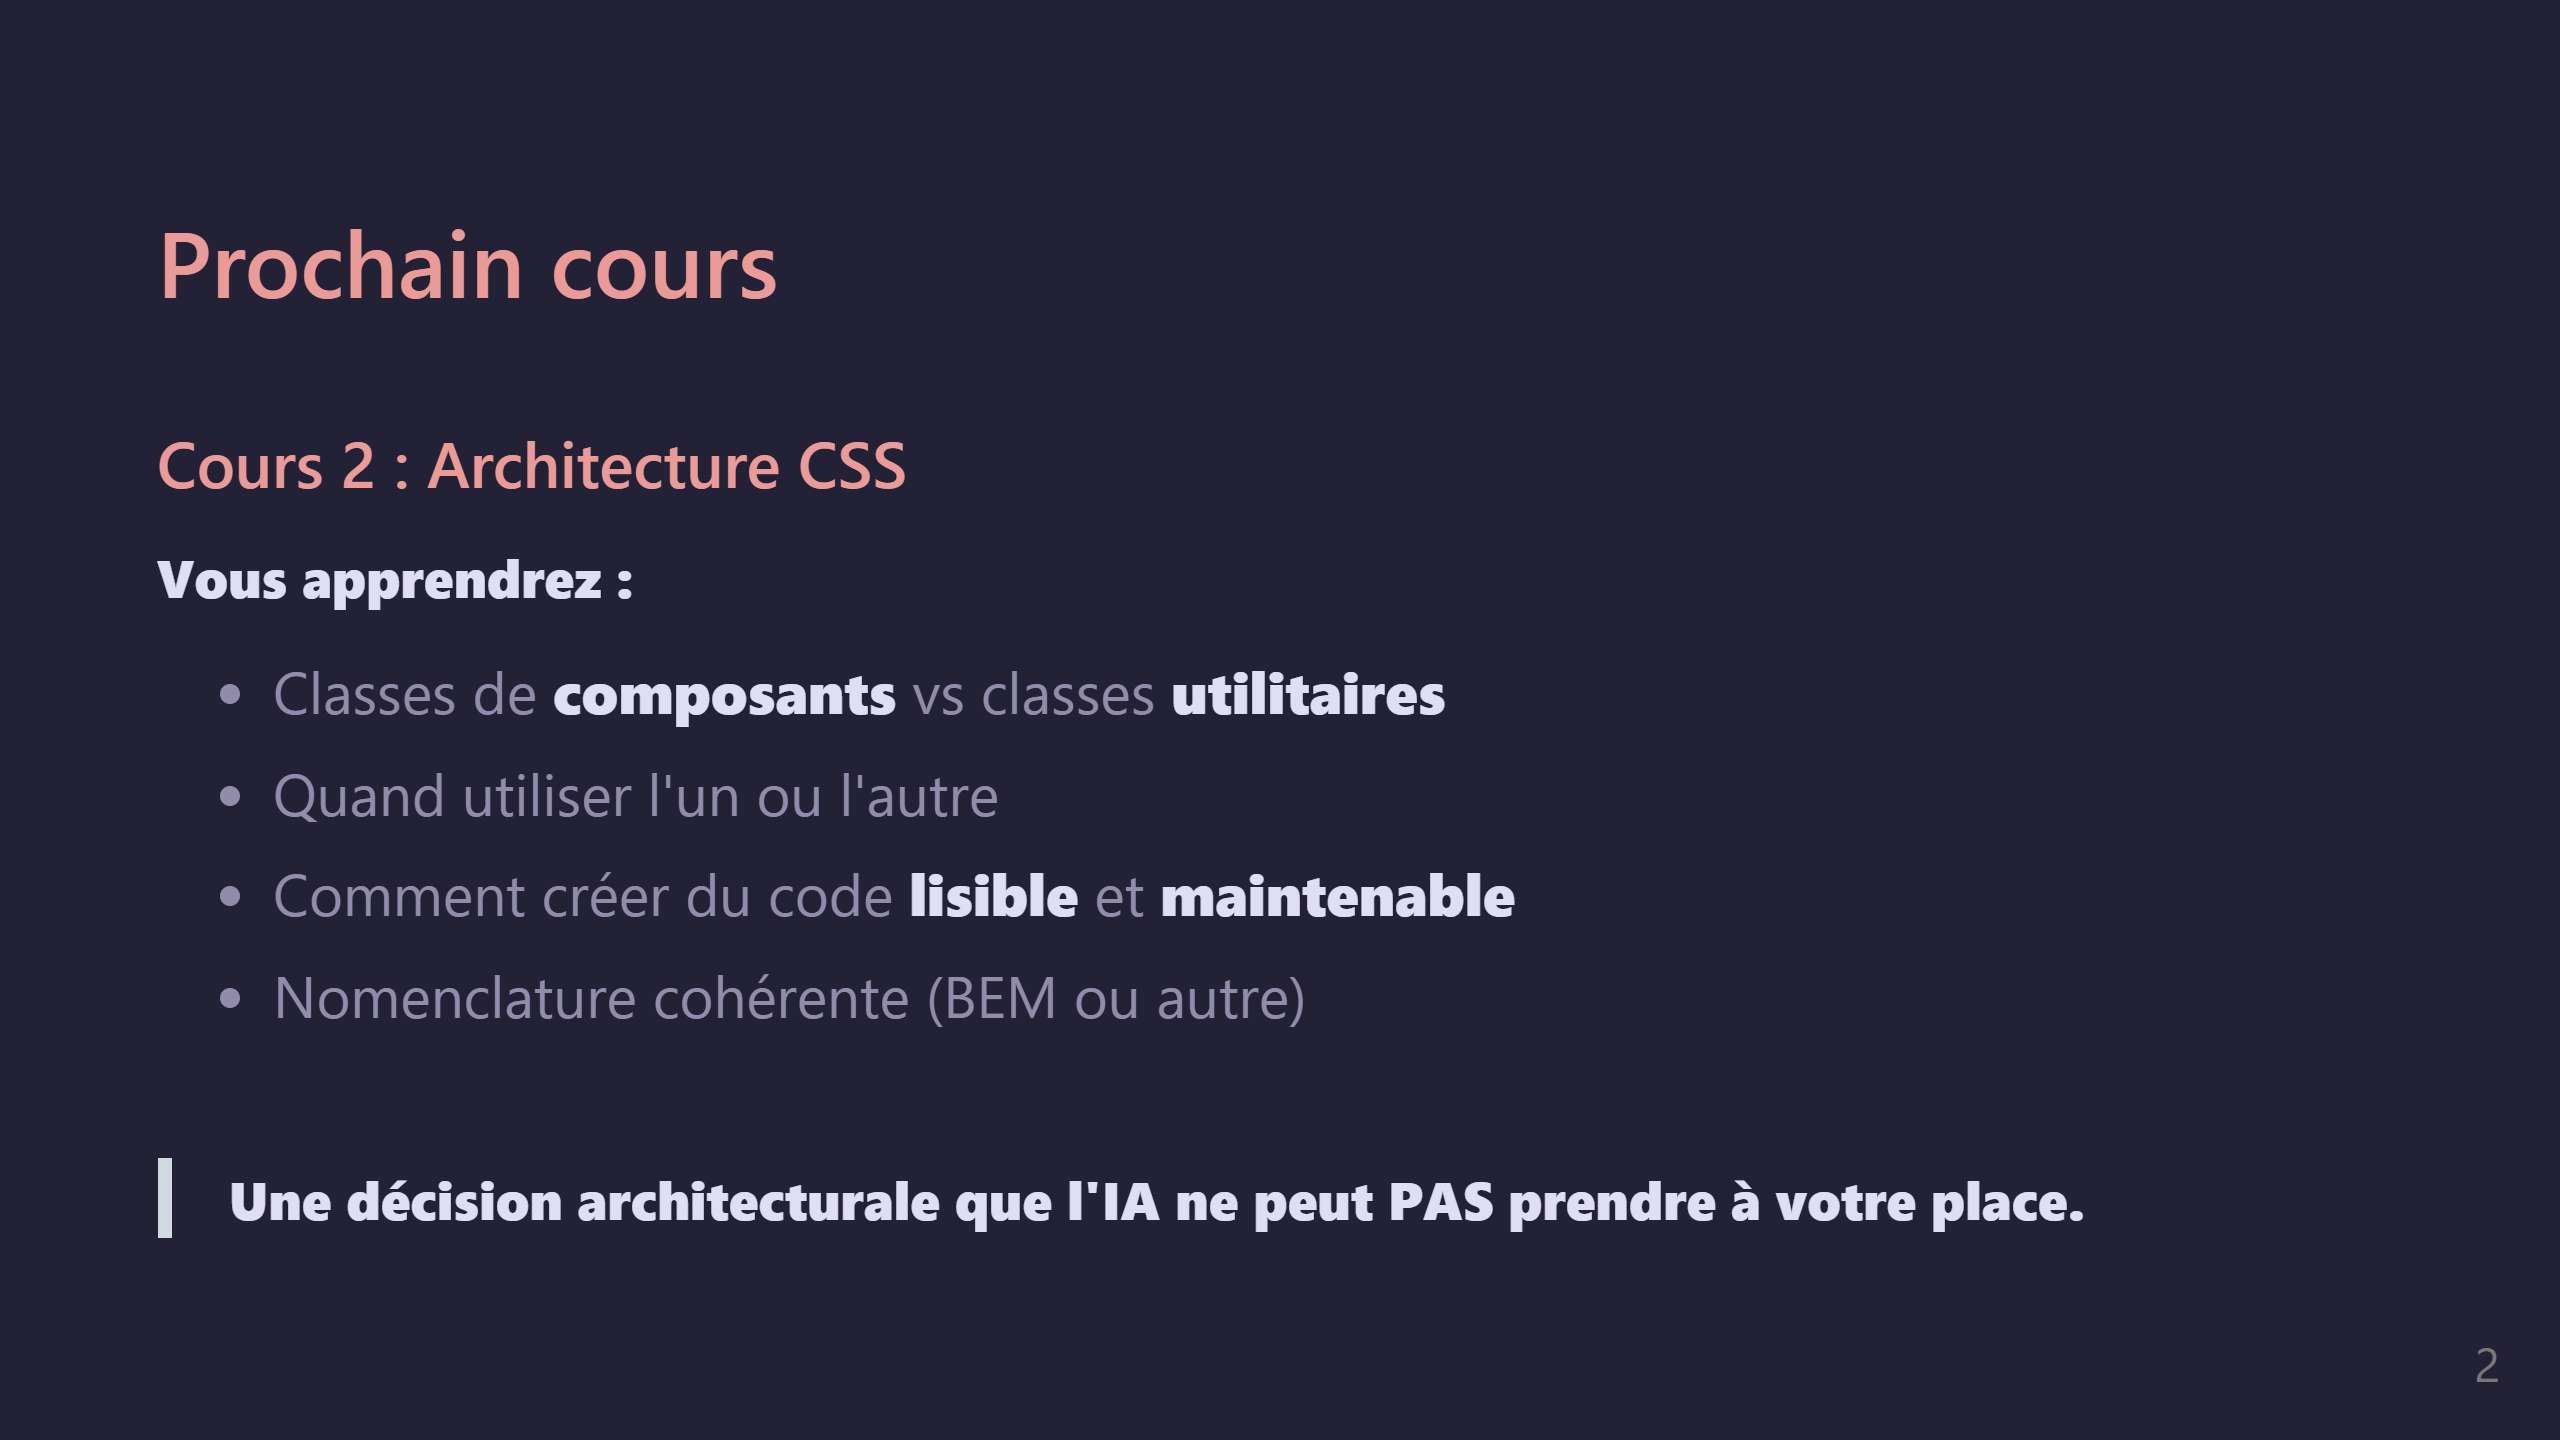 Prochain cours
Cours 2 : Architecture CSS
Vous apprendrez :
• Classes de composants vs classes utilitaires
• Quand utiliser l'un ou l'autre
• Comment créer du code lisible et maintenable
• Nomenclature cohérente (BEM ou autre)
Une décision architecturale que l'IA ne peut PAS prendre à votre place.
2